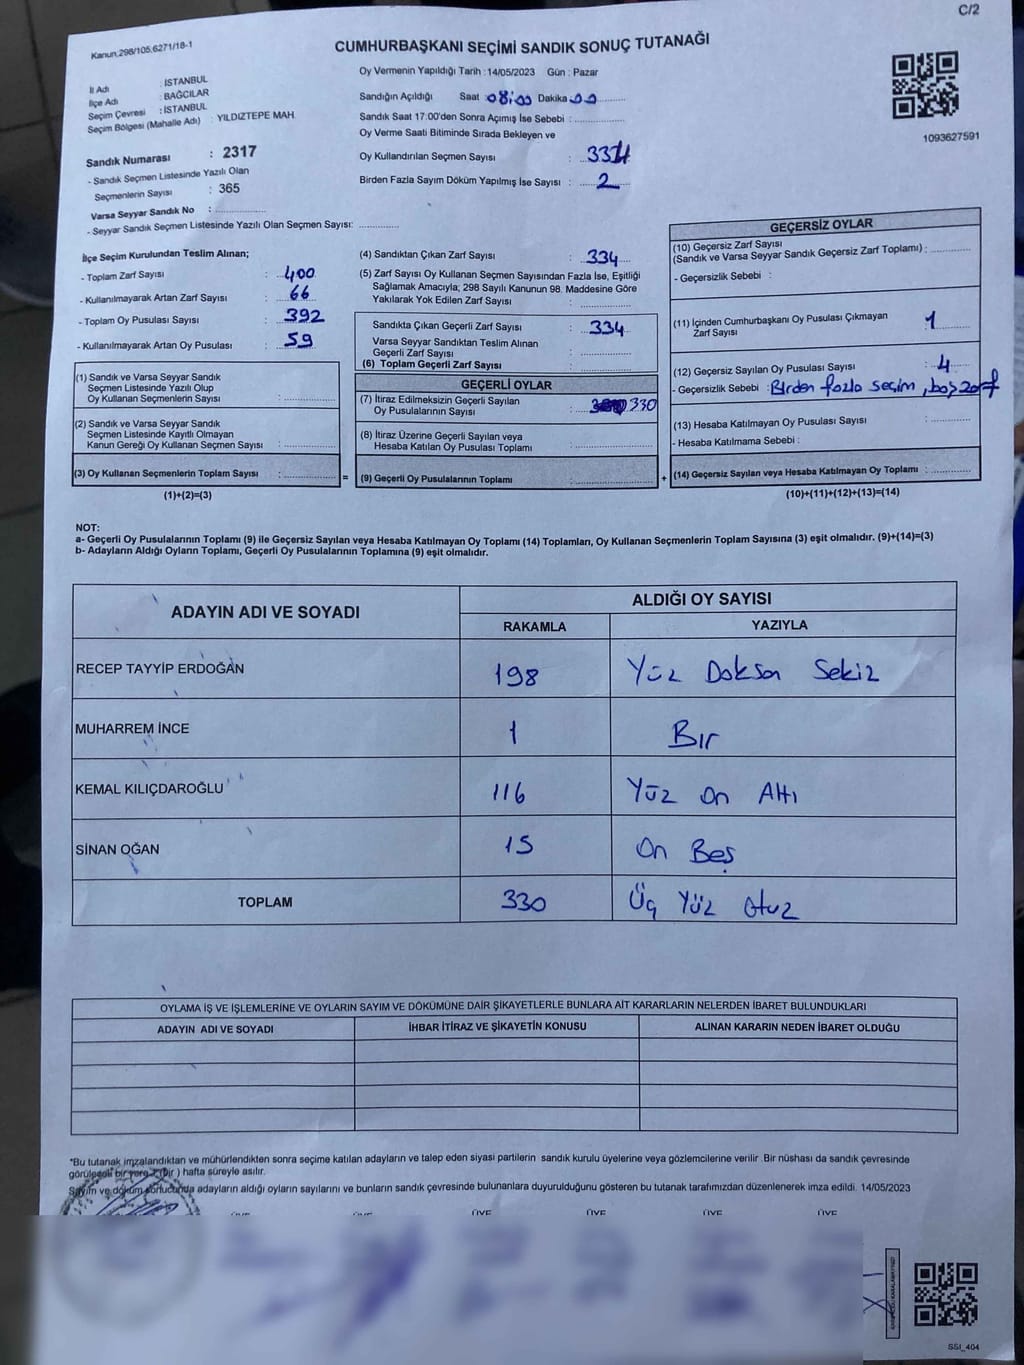 C/2
Kanun:298/105;6271/18-1
CUMHURBAŞKANI SEÇİMİ SANDIK SONUÇ TUTANAĞI
İl Adı : İSTANBUL
İlçe Adı : BAĞCILAR
Seçim Çevresi : İSTANBUL
Seçim Bölgesi (Mahalle Adı) : YILDIZTEPE MAH.
Sandık Numarası : 2317
- Sandık Seçmen Listesinde Yazılı Olan
Seçmenlerin Sayısı : 365
Varsa Seyyar Sandık No : ................
- Seyyar Sandık Seçmen Listesinde Yazılı Olan Seçmen Sayısı: ............
Oy Vermenin Yapıldığı Tarih : 14/05/2023 Gün : Pazar
Sandığın Açıldığı Saat 08:00 Dakika 00
Sandık Saat 17.00'den Sonra Açımış İse Sebebi : ................
Oy Verme Saati Bitiminde Sırada Bekleyen ve
Oy Kullandırılan Seçmen Sayısı : 334
Birden Fazla Sayım Döküm Yapılmış İse Sayısı : 2
1093627591
İlçe Seçim Kurulundan Teslim Alınan;
- Toplam Zarf Sayısı : 400
- Kullanılmayarak Artan Zarf Sayısı : 66
- Toplam Oy Pusulası Sayısı : 392
- Kullanılmayarak Artan Oy Pusulası : 59
(1) Sandık ve Varsa Seyyar Sandık
Seçmen Listesinde Yazılı Olup
Oy Kullanan Seçmenlerin Sayısı : ................
(2) Sandık ve Varsa Seyyar Sandık
Seçmen Listesinde Kayıtlı Olmayan
Kanun Gereği Oy Kullanan Seçmen Sayısı : ................
(3) Oy Kullanan Seçmenlerin Toplam Sayısı : ................
(1)+(2)=(3)
=
(4) Sandıktan Çıkan Zarf Sayısı : 334
(5) Zarf Sayısı Oy Kullanan Seçmen Sayısından Fazla İse, Eşitliği
Sağlamak Amacıyla; 298 Sayılı Kanunun 98. Maddesine Göre
Yakılarak Yok Edilen Zarf Sayısı : ................
Sandıkta Çıkan Geçerli Zarf Sayısı : 334
Varsa Seyyar Sandıktan Teslim Alınan
Geçerli Zarf Sayısı : ................
(6) Toplam Geçerli Zarf Sayısı : ................
GEÇERLİ OYLAR
(7) İtiraz Edilmeksizin Geçerli Sayılan
Oy Pusulalarının Sayısı : 330
(8) İtiraz Üzerine Geçerli Sayılan veya
Hesaba Katılan Oy Pusulası Toplamı : ................
(9) Geçerli Oy Pusulalarının Toplamı : ................
+
GEÇERSİZ OYLAR
(10) Geçersiz Zarf Sayısı
(Sandık ve Varsa Seyyar Sandık Geçersiz Zarf Toplamı) : ............
- Geçersizlik Sebebi :
(11) İçinden Cumhurbaşkanı Oy Pusulası Çıkmayan
Zarf Sayısı : 1
(12) Geçersiz Sayılan Oy Pusulası Sayısı : 4
- Geçersizlik Sebebi : Birden fazla seçim, boş zarf
(13) Hesaba Katılmayan Oy Pusulası Sayısı : ............
- Hesaba Katılmama Sebebi :
(14) Geçersiz Sayılan veya Hesaba Katılmayan Oy Toplamı : ............
(10)+(11)+(12)+(13)=(14)
NOT:
a- Geçerli Oy Pusulalarının Toplamı (9) ile Geçersiz Sayılan veya Hesaba Katılmayan Oy Toplamı (14) Toplamları, Oy Kullanan Seçmenlerin Toplam Sayısına (3) eşit olmalıdır. (9)+(14)=(3)
b- Adayların Aldığı Oyların Toplamı, Geçerli Oy Pusulalarının Toplamına (9) eşit olmalıdır.
ADAYIN ADI VE SOYADI
ALDIĞI OY SAYISI
RAKAMLA YAZIYLA
RECEP TAYYİP ERDOĞAN 198 Yüz Doksan Sekiz
MUHARREM İNCE 1 Bir
KEMAL KILIÇDAROĞLU 116 Yüz On Altı
SİNAN OĞAN 15 On Beş
TOPLAM 330 Üç Yüz Otuz
OYLAMA İŞ VE İŞLEMLERİNE VE OYLARIN SAYIM VE DÖKÜMÜNE DAİR ŞİKAYETLERLE BUNLARA AİT KARARLARIN NELERDEN İBARET BULUNDUKLARI
ADAYIN ADI VE SOYADI İHBAR İTİRAZ VE ŞİKAYETİN KONUSU ALINAN KARARIN NEDEN İBARET OLDUĞU
*Bu tutanak imzalandıktan ve mühürlendikten sonra seçime katılan adayların ve talep eden siyasi partilerin sandık kurulu üyelerine veya gözlemcilerine verilir .Bir nüshası da sandık çevresinde
görülecek bir yere 1 (bir ) hafta süreyle asılır.
Sayım ve döküm sonucunda adayların aldığı oyların sayılarını ve bunların sandık çevresinde bulunanlara duyurulduğunu gösteren bu tutanak tarafımızdan düzenlenerek imza edildi. 14/05/2023
ÜYE ÜYE ÜYE ÜYE ÜYE ÜYE
SSI_404